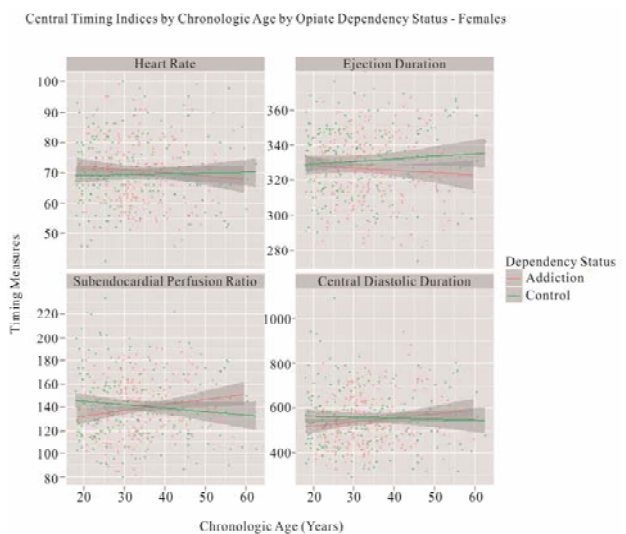 Central Timing Indices by Chronologic Age by Opiate Dependency Status - Females
Heart Rate
Ejection Duration
100
90
80
70
60
50
360
340
320
300
280
Subendocardial Perfusion Ratio
Central Diastolic Duration
220
200
180
160
140
120
100
80
1000
800
600
400
20 30 40 50 60
20 30 40 50 60
Timing Measures
Chronologic Age (Years)
Dependency Status
Addiction
Control